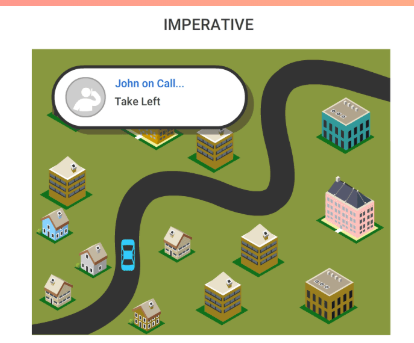 IMPERATIVE
John on Call...
Take Left